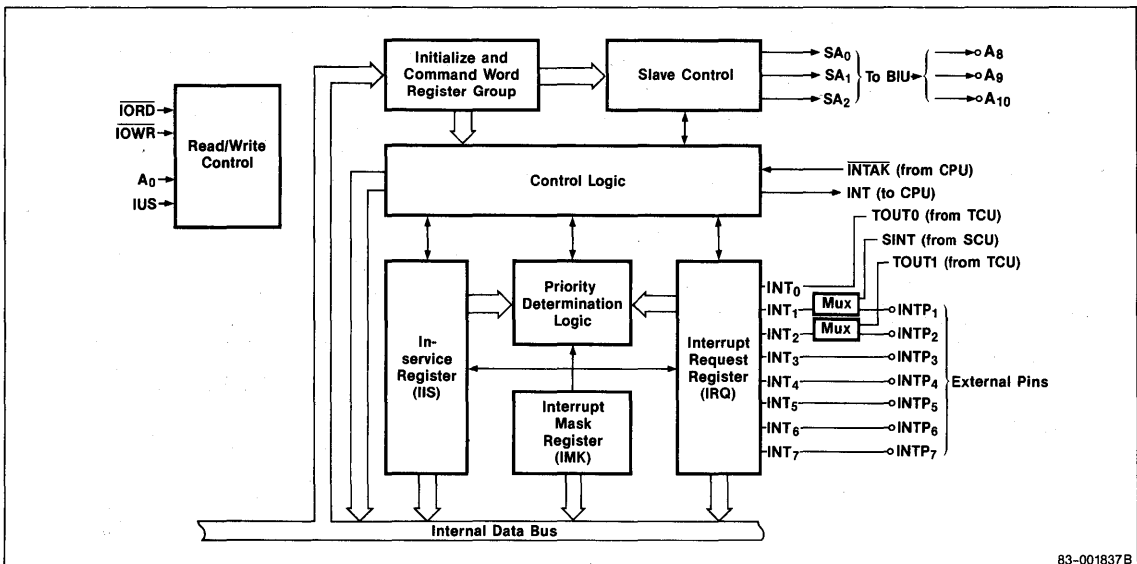 Initialize and
Command Word
Register Group
Slave Control
SA₀
SA₁
SA₂
To BIU
A₈
A₉
A₁₀
I̅O̅R̅D̅
I̅O̅W̅R̅
A₀
IUS
Read/Write
Control
Control Logic
I̅N̅T̅A̅K̅ (from CPU)
INT (to CPU)
TOUT0 (from TCU)
SINT (from SCU)
TOUT1 (from TCU)
In-
service
Register
(IIS)
Priority
Determination
Logic
Interrupt
Mask
Register
(IMK)
Interrupt
Request
Register
(IRQ)
INT₀
INT₁ Mux INTP₁
INT₂ Mux INTP₂
INT₃ INTP₃
INT₄ INTP₄
INT₅ INTP₅
INT₆ INTP₆
INT₇ INTP₇
External Pins
Internal Data Bus
83-001837B